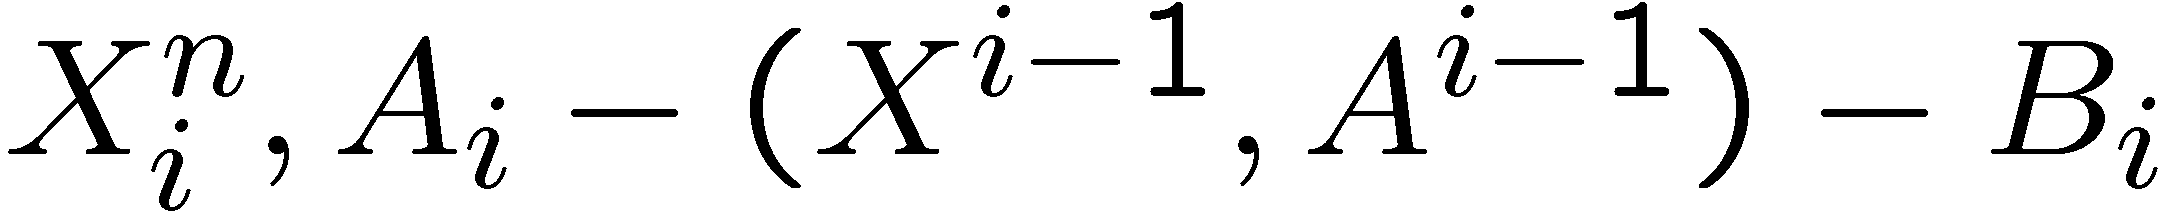 $X_i^n, A_i - (X^{i-1}, A^{i-1}) - B_i$